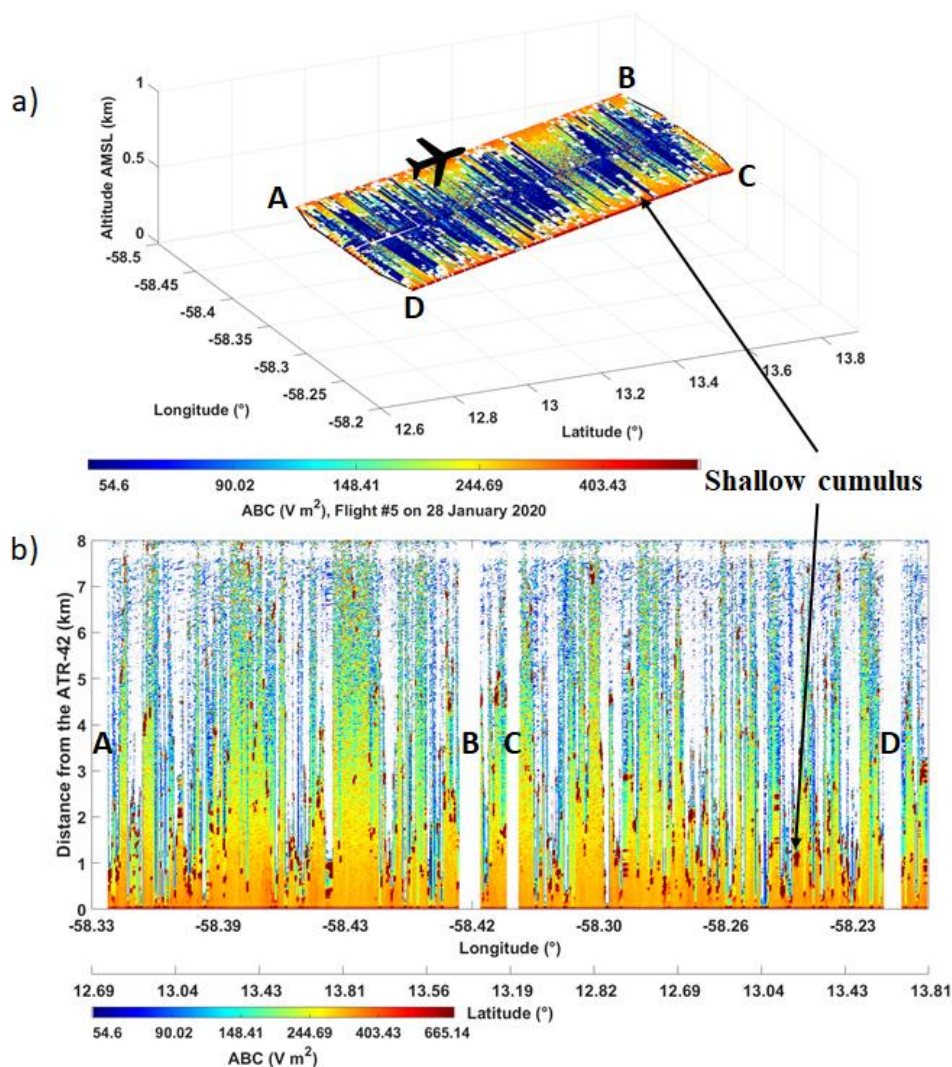 a)
Altitude AMSL (km)
1
0.5
0
A
B
C
D
-58.5
-58.45
-58.4
-58.35
-58.3
-58.25
-58.2
Longitude (°)
12.6
12.8
13
13.2
13.4
13.6
13.8
Latitude (°)
54.6 90.02 148.41 244.69 403.43
ABC (V m²), Flight #5 on 28 January 2020
Shallow cumulus
b)
Distance from the ATR-42 (km)
8
7
6
5
4
3
2
1
0
A B C D
-58.33 -58.39 -58.43 -58.42 -58.30 -58.26 -58.23
Longitude (°)
12.69 13.04 13.43 13.81 13.56 13.19 12.82 12.69 13.04 13.43 13.81
Latitude (°)
54.6 90.02 148.41 244.69 403.43 665.14
ABC (V m²)